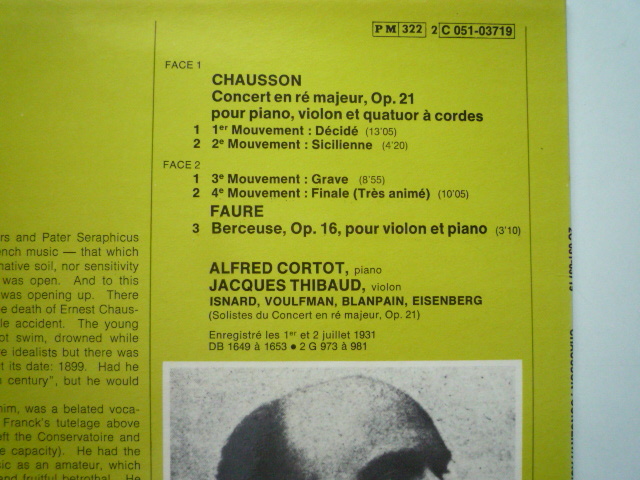 PM 322 2 C 051-03719
FACE 1
CHAUSSON
Concert en ré majeur, Op. 21
pour piano, violon et quatuor à cordes
1 1er Mouvement : Décidé (13'05)
2 2e Mouvement : Sicilienne (4'20)
FACE 2
1 3e Mouvement : Grave (8'55)
2 4e Mouvement : Finale (Très animé) (10'05)
FAURE
3 Berceuse, Op. 16, pour violon et piano (3'10)
ALFRED CORTOT, piano
JACQUES THIBAUD, violon
ISNARD, VOULFMAN, BLANPAIN, EISENBERG
(Solistes du Concert en ré majeur, Op. 21)
Enregistré les 1er et 2 juillet 1931
DB 1649 à 1653 ● 2 G 973 à 981
rs and Pater Seraphicus
ench music — that which
native soil, nor sensitivity
was open. And to this
was opening up. There
e death of Ernest Chaus-
le accident. The young
ot swim, drowned while
re idealists but there was
t its date: 1899. Had he
century", but he would
him, was a belated voca-
Franck's tutelage above
eft the Conservatoire and
e capacity). He had the
sic as an amateur, which
and fruitful betrothal. He